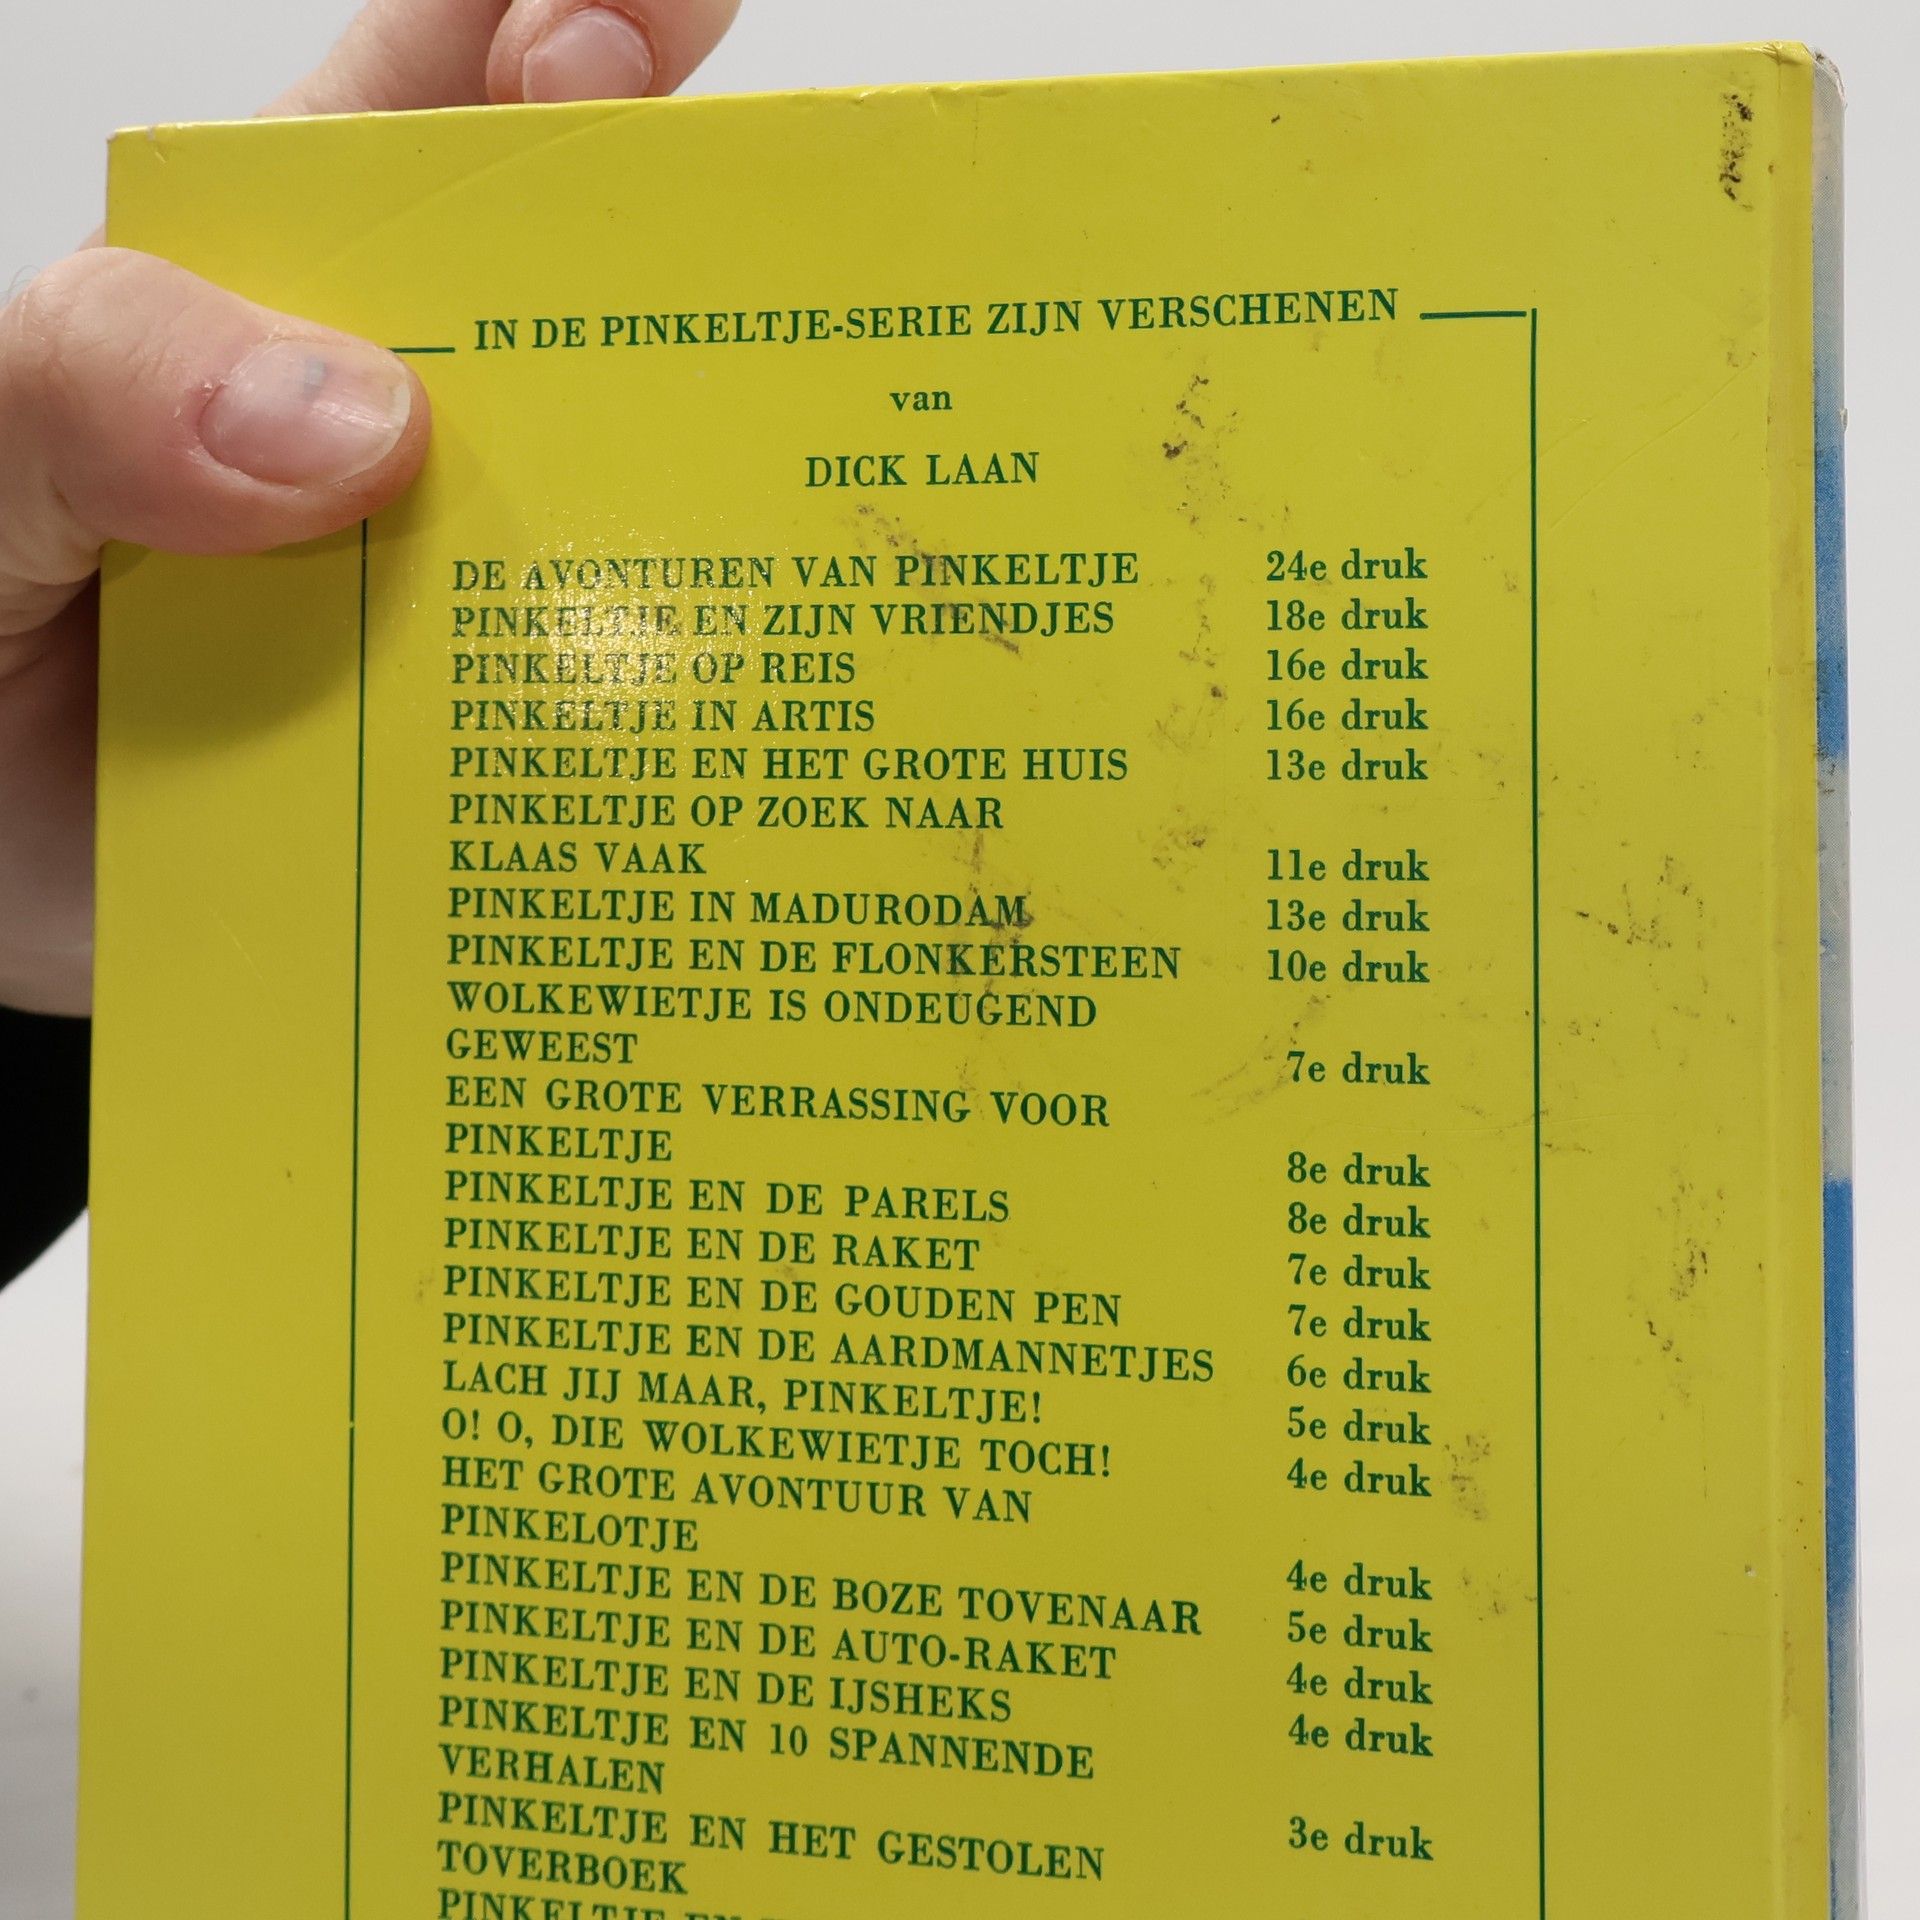 IN DE PINKELTJE-SERIE ZIJN VERSCHENEN
van
DICK LAAN
DE AVONTUREN VAN PINKELTJE 24e druk
PINKELTJE EN ZIJN VRIENDJES 18e druk
PINKELTJE OP REIS 16e druk
PINKELTJE IN ARTIS 16e druk
PINKELTJE EN HET GROTE HUIS 13e druk
PINKELTJE OP ZOEK NAAR
KLAAS VAAK 11e druk
PINKELTJE IN MADURODAM 13e druk
PINKELTJE EN DE FLONKERSTEEN 10e druk
WOLKEWIETJE IS ONDEUGEND
GEWEEST 7e druk
EEN GROTE VERRASSING VOOR
PINKELTJE 8e druk
PINKELTJE EN DE PARELS 8e druk
PINKELTJE EN DE RAKET 7e druk
PINKELTJE EN DE GOUDEN PEN 7e druk
PINKELTJE EN DE AARDMANNETJES 6e druk
LACH JIJ MAAR, PINKELTJE! 5e druk
O! O, DIE WOLKEWIETJE TOCH! 4e druk
HET GROTE AVONTUUR VAN
PINKELOTJE 4e druk
PINKELTJE EN DE BOZE TOVENAAR 5e druk
PINKELTJE EN DE AUTO-RAKET 4e druk
PINKELTJE EN DE IJSHEKS 4e druk
PINKELTJE EN 10 SPANNENDE
VERHALEN 3e druk
PINKELTJE EN HET GESTOLEN
TOVERBOEK
PINKELTJE EN